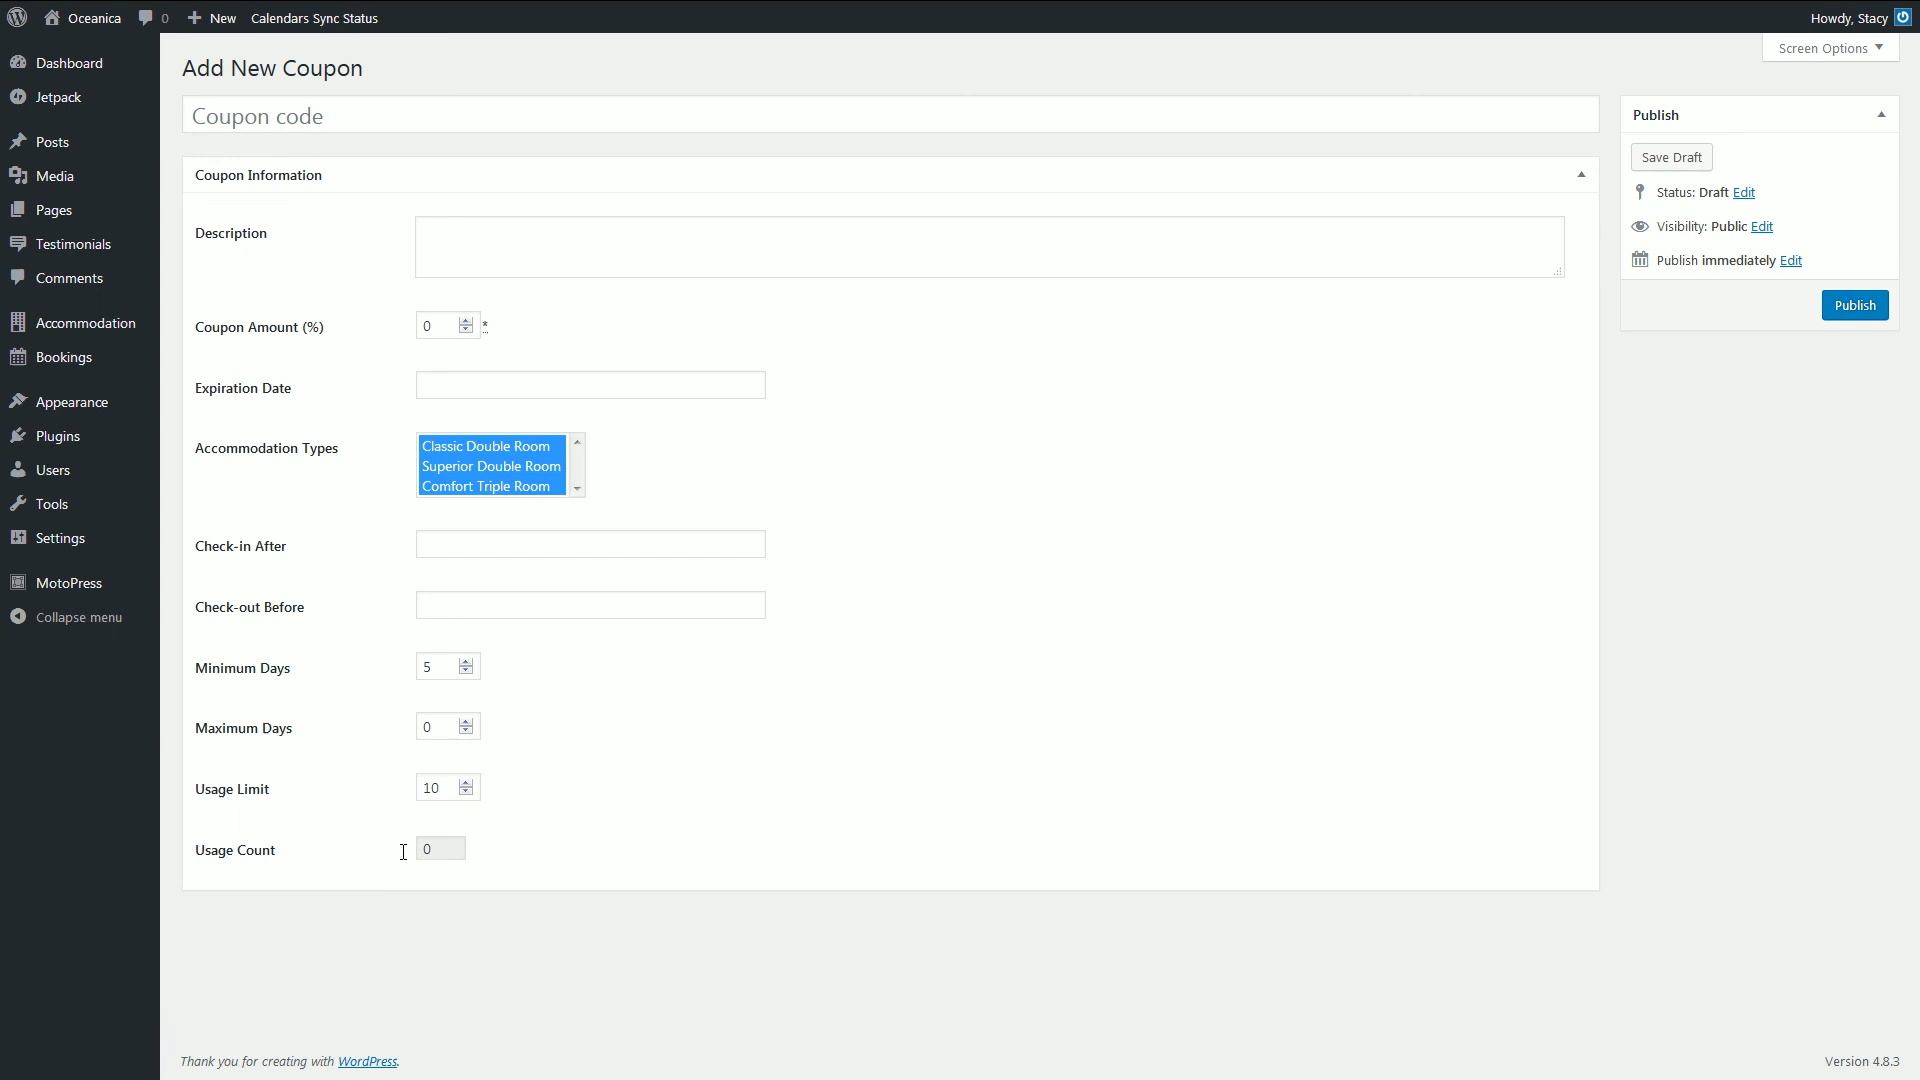 Oceanica 0 New Calendars Sync Status Howdy, Stacy
Screen Options
Dashboard
Jetpack
Posts
Media
Pages
Testimonials
Comments
Accommodation
Bookings
Appearance
Plugins
Users
Tools
Settings
MotoPress
Collapse menu
Add New Coupon
Coupon code
Coupon Information
Description
Coupon Amount (%) 0 *
Expiration Date
Accommodation Types
Classic Double Room
Superior Double Room
Comfort Triple Room
Check-in After
Check-out Before
Minimum Days 5
Maximum Days 0
Usage Limit 10
Usage Count 0
Publish
Save Draft
Status: Draft Edit
Visibility: Public Edit
Publish immediately Edit
Publish
Thank you for creating with WordPress.
Version 4.8.3